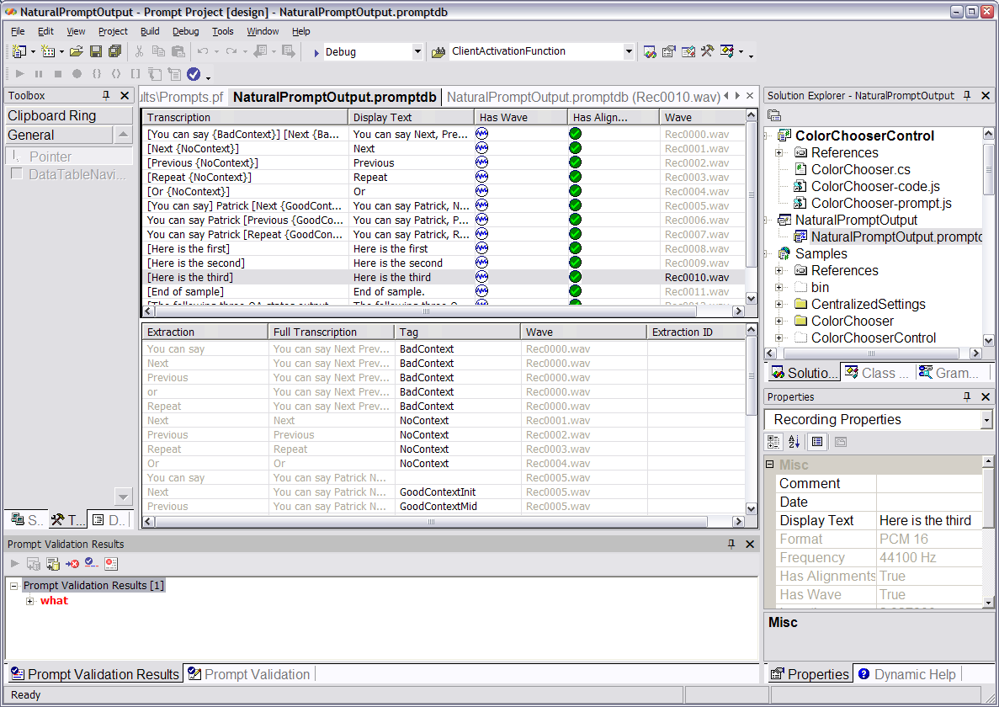 NaturalPromptOutput - Prompt Project [design] - NaturalPromptOutput.promptdb
File Edit View Project Build Debug Tools Window Help
Debug ClientActivationFunction
Toolbox
Clipboard Ring
General
Pointer
DataTableNavi...
S... T... D...
ults\Prompts.pf NaturalPromptOutput.promptdb NaturalPromptOutput.promptdb (Rec0010.wav)
Transcription Display Text Has Wave Has Align... Wave
[You can say {BadContext}] [Next {Ba... You can say Next, Pre... Rec0000.wav
[Next {NoContext}] Next Rec0001.wav
[Previous {NoContext}] Previous Rec0002.wav
[Repeat {NoContext}] Repeat Rec0003.wav
[Or {NoContext}] Or Rec0004.wav
[You can say] Patrick [Next {GoodCont... You can say Patrick, N... Rec0005.wav
You can say Patrick [Previous {GoodCo... You can say Patrick, P... Rec0006.wav
You can say Patrick [Repeat {GoodCon... You can say Patrick, R... Rec0007.wav
[Here is the first] Here is the first Rec0008.wav
[Here is the second] Here is the second Rec0009.wav
[Here is the third] Here is the third Rec0010.wav
[End of sample] End of sample. Rec0011.wav
Extraction Full Transcription Tag Wave Extraction ID
You can say You can say Next Prev... BadContext Rec0000.wav
Next You can say Next Prev... BadContext Rec0000.wav
Previous You can say Next Prev... BadContext Rec0000.wav
or You can say Next Prev... BadContext Rec0000.wav
Repeat You can say Next Prev... BadContext Rec0000.wav
Next Next NoContext Rec0001.wav
Previous Previous NoContext Rec0002.wav
Repeat Repeat NoContext Rec0003.wav
Or Or NoContext Rec0004.wav
You can say You can say Patrick N... Rec0005.wav
Next You can say Patrick N... GoodContextInit Rec0005.wav
Previous You can say Patrick N... GoodContextMid Rec0005.wav
Solution Explorer - NaturalPromptOutput
ColorChooserControl
References
ColorChooser.cs
ColorChooser-code.js
ColorChooser-prompt.js
NaturalPromptOutput
NaturalPromptOutput.promptd
Samples
References
bin
CentralizedSettings
ColorChooser
ColorChooserControl
Solutio... Class ... Gram...
Properties
Recording Properties
Misc
Comment
Date
Display Text Here is the third
Format PCM 16
Frequency 44100 Hz
Has Alignments True
Has Wave True
Misc
Properties Dynamic Help
Prompt Validation Results
Prompt Validation Results [1]
what
Prompt Validation Results Prompt Validation
Ready